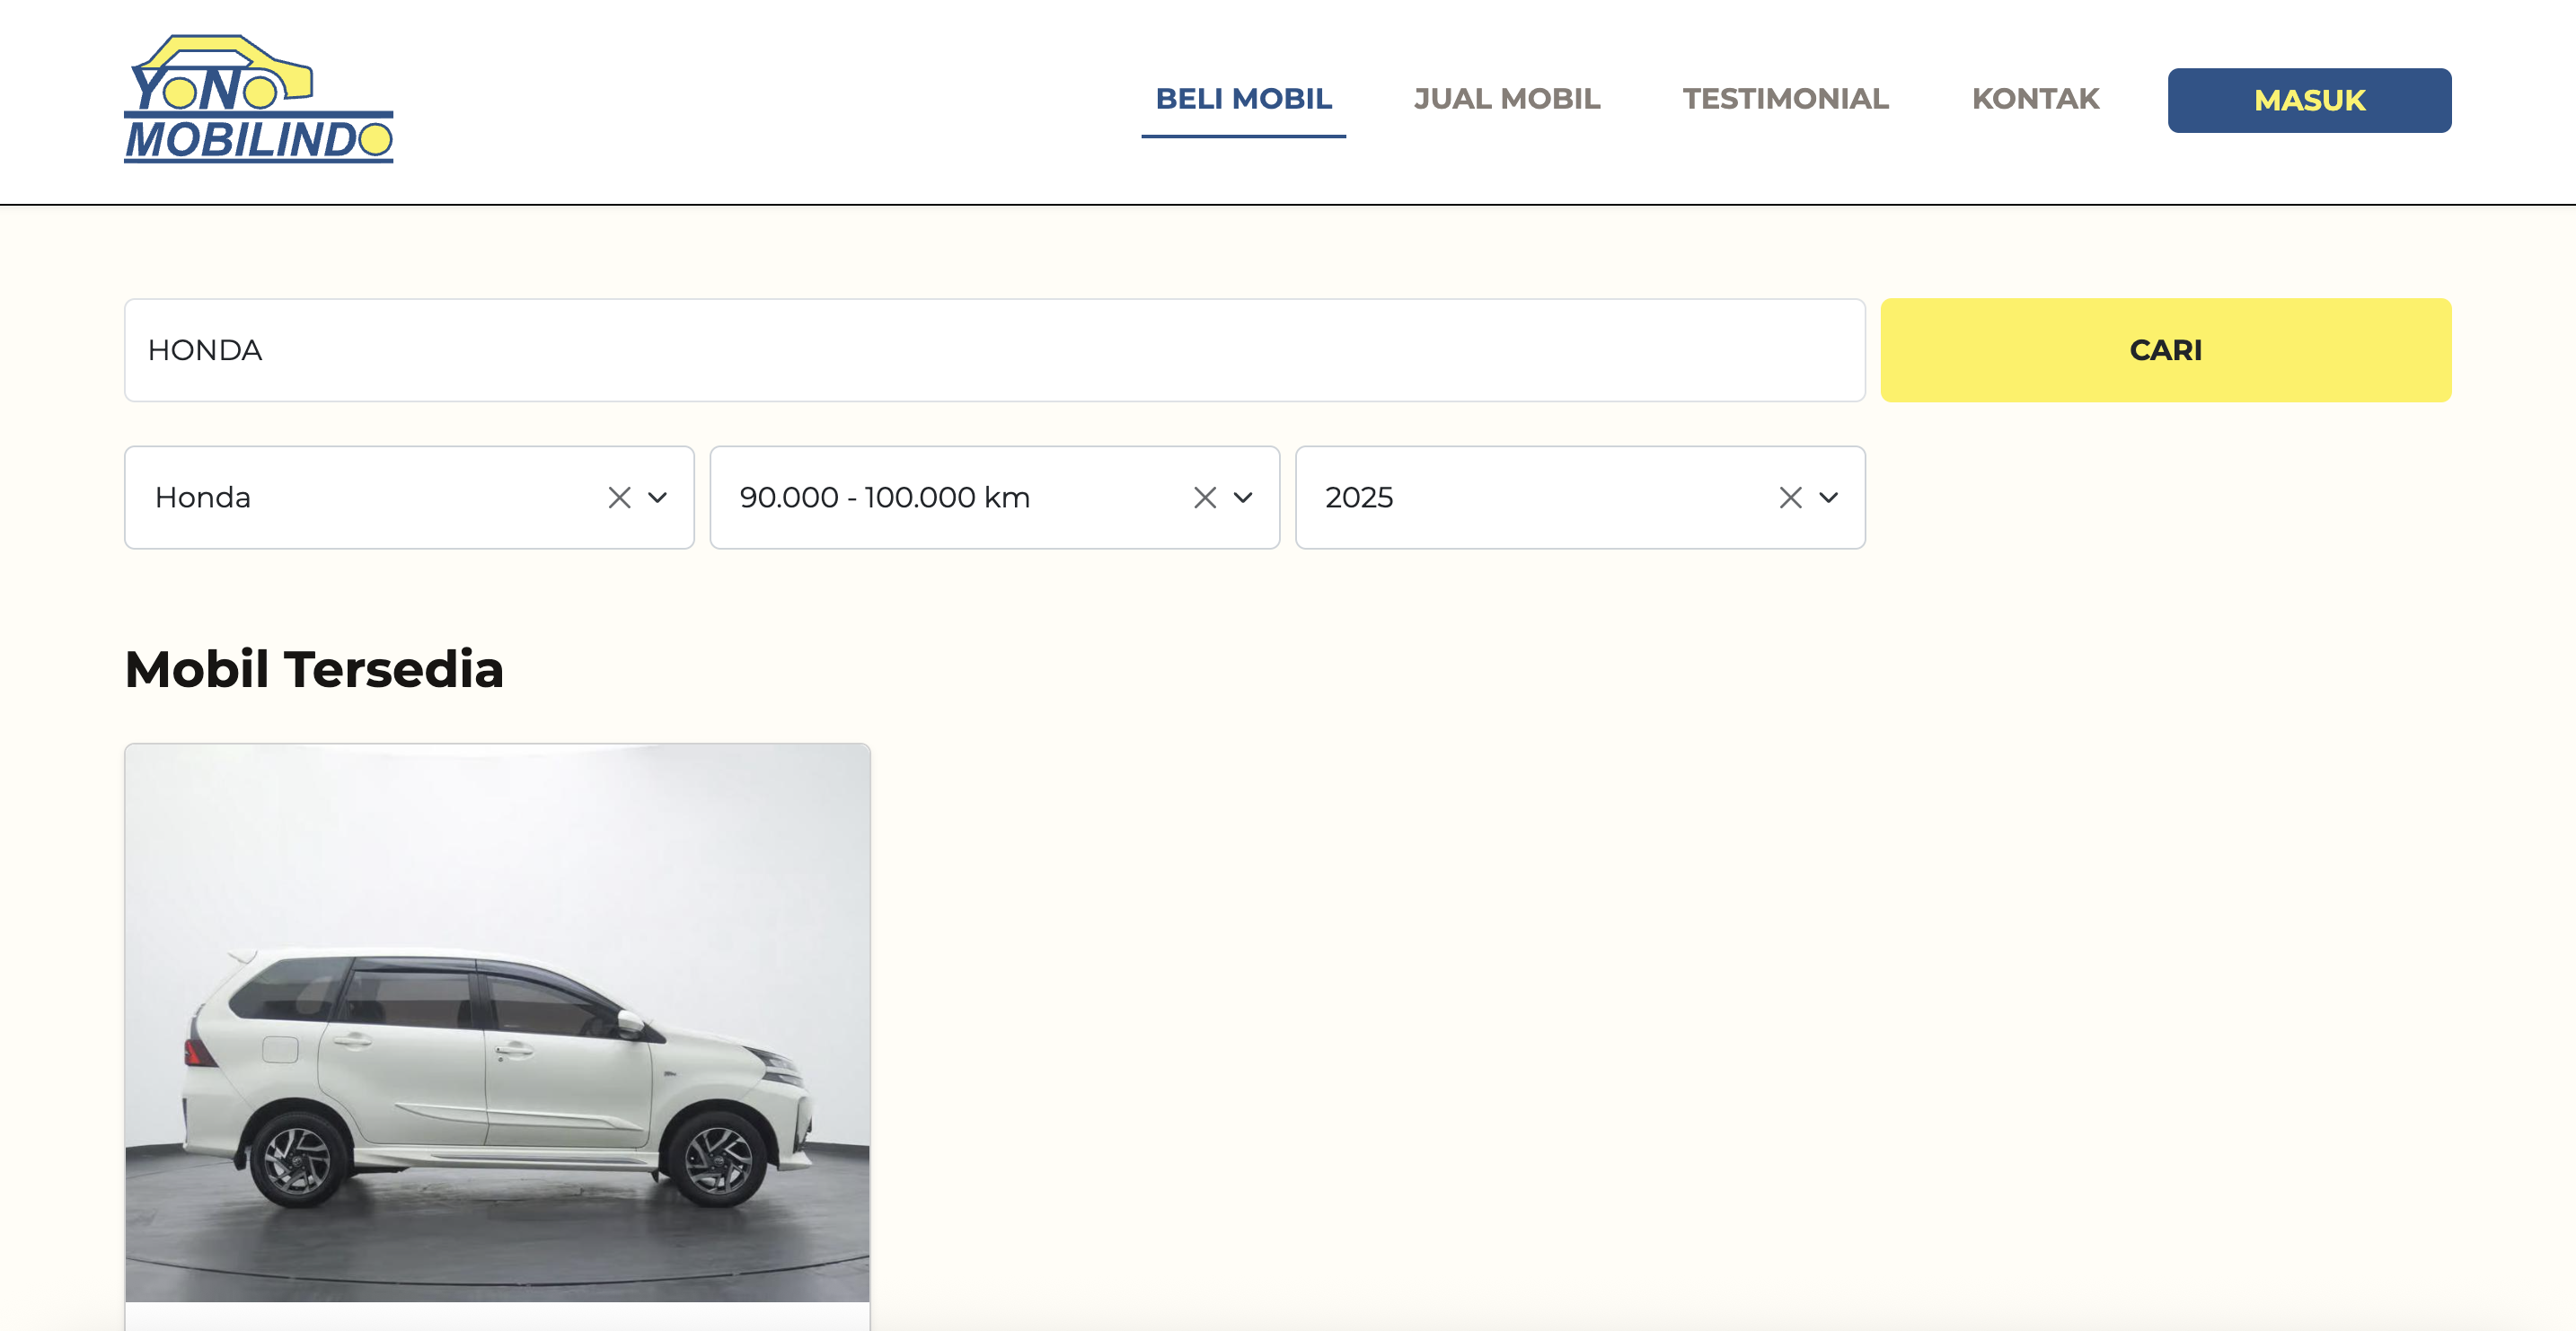 YONO
MOBILINDO
BELI MOBIL
JUAL MOBIL
TESTIMONIAL
KONTAK
MASUK
HONDA
CARI
Honda
90.000 - 100.000 km
2025
Mobil Tersedia